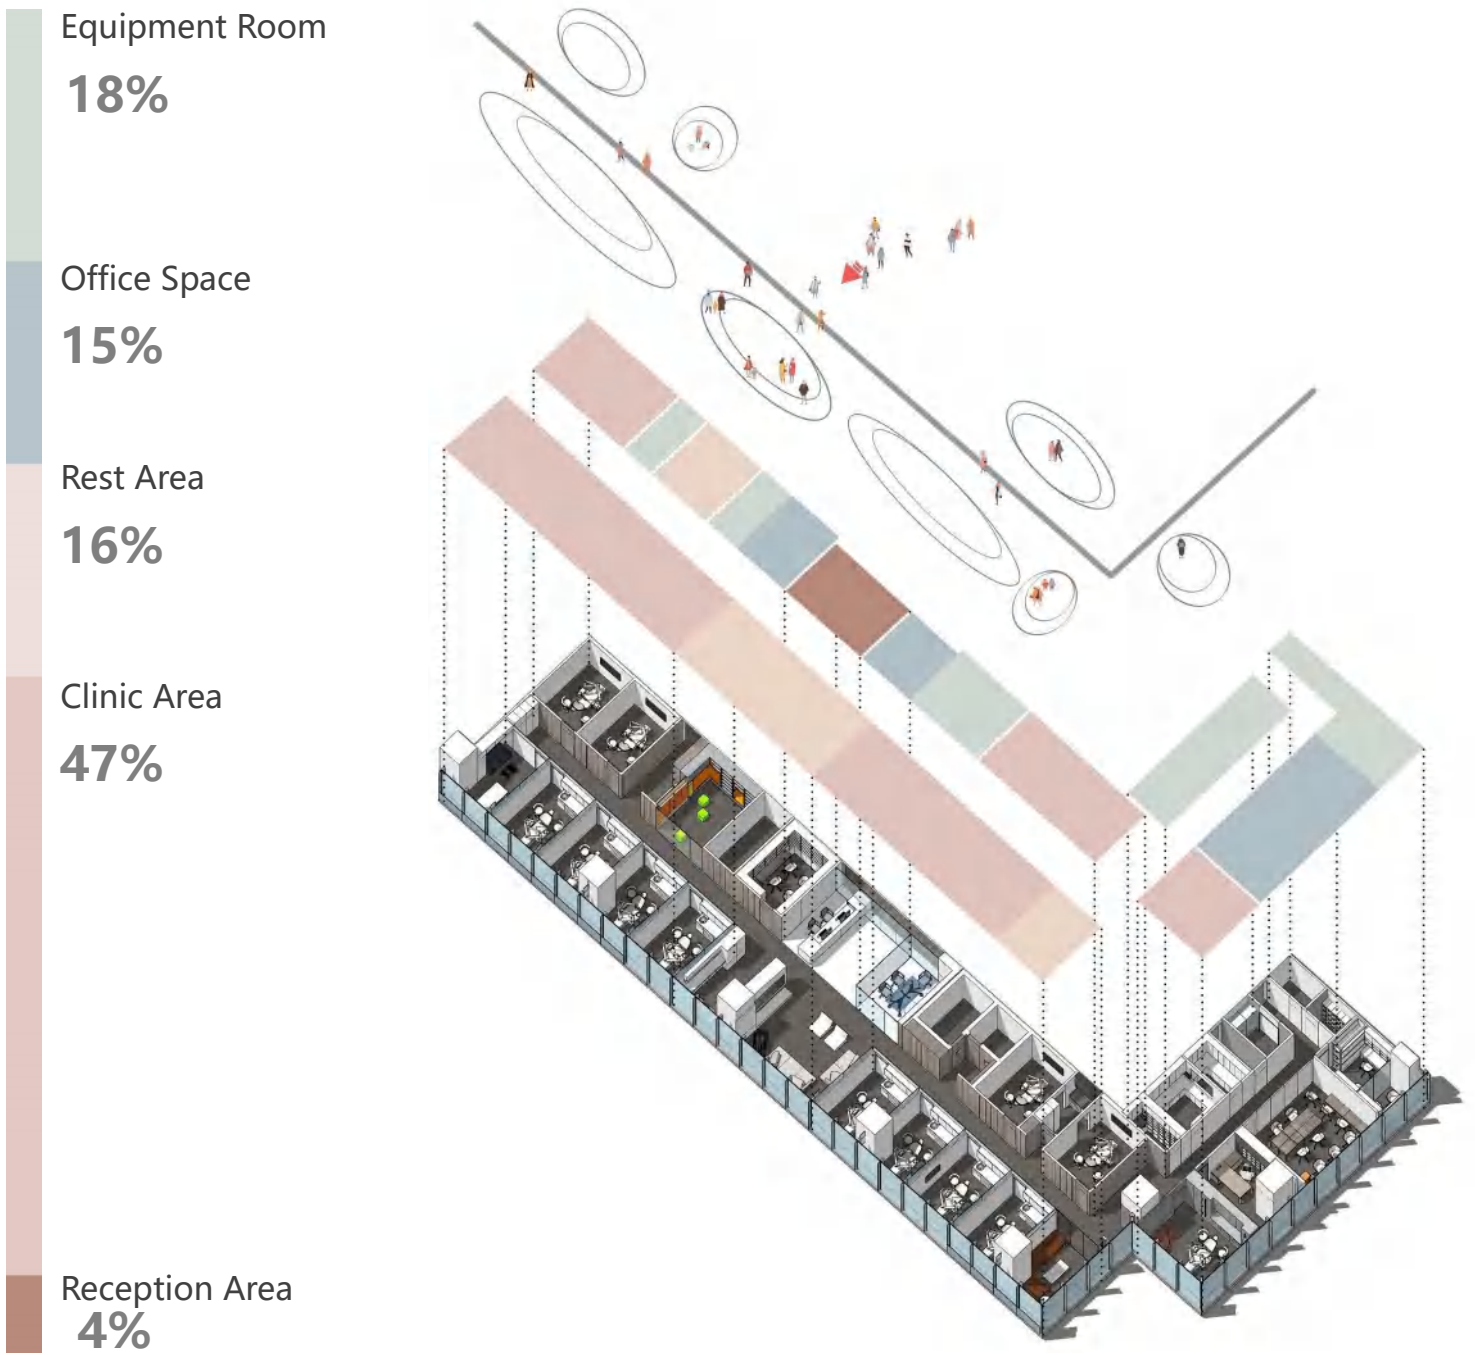 Equipment Room
18%
Office Space
15%
Rest Area
16%
Clinic Area
47%
Reception Area
4%